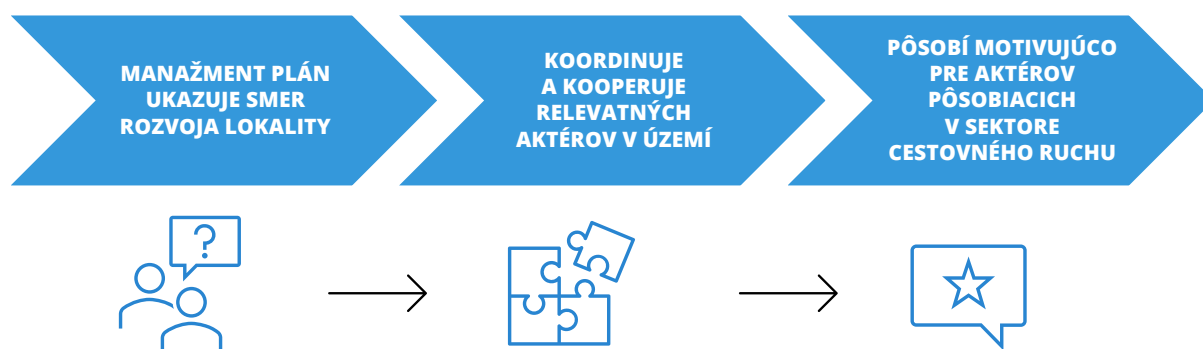 MANAŽMENT PLÁN
UKAZUJE SMER
ROZVOJA LOKALITY
KOORDINUJE
A KOOPERUJE
RELEVATNÝCH
AKTÉROV V ÚZEMÍ
PÔSOBÍ MOTIVUJÚCO
PRE AKTÉROV
PÔSOBIACICH
V SEKTORE
CESTOVNÉHO RUCHU
?